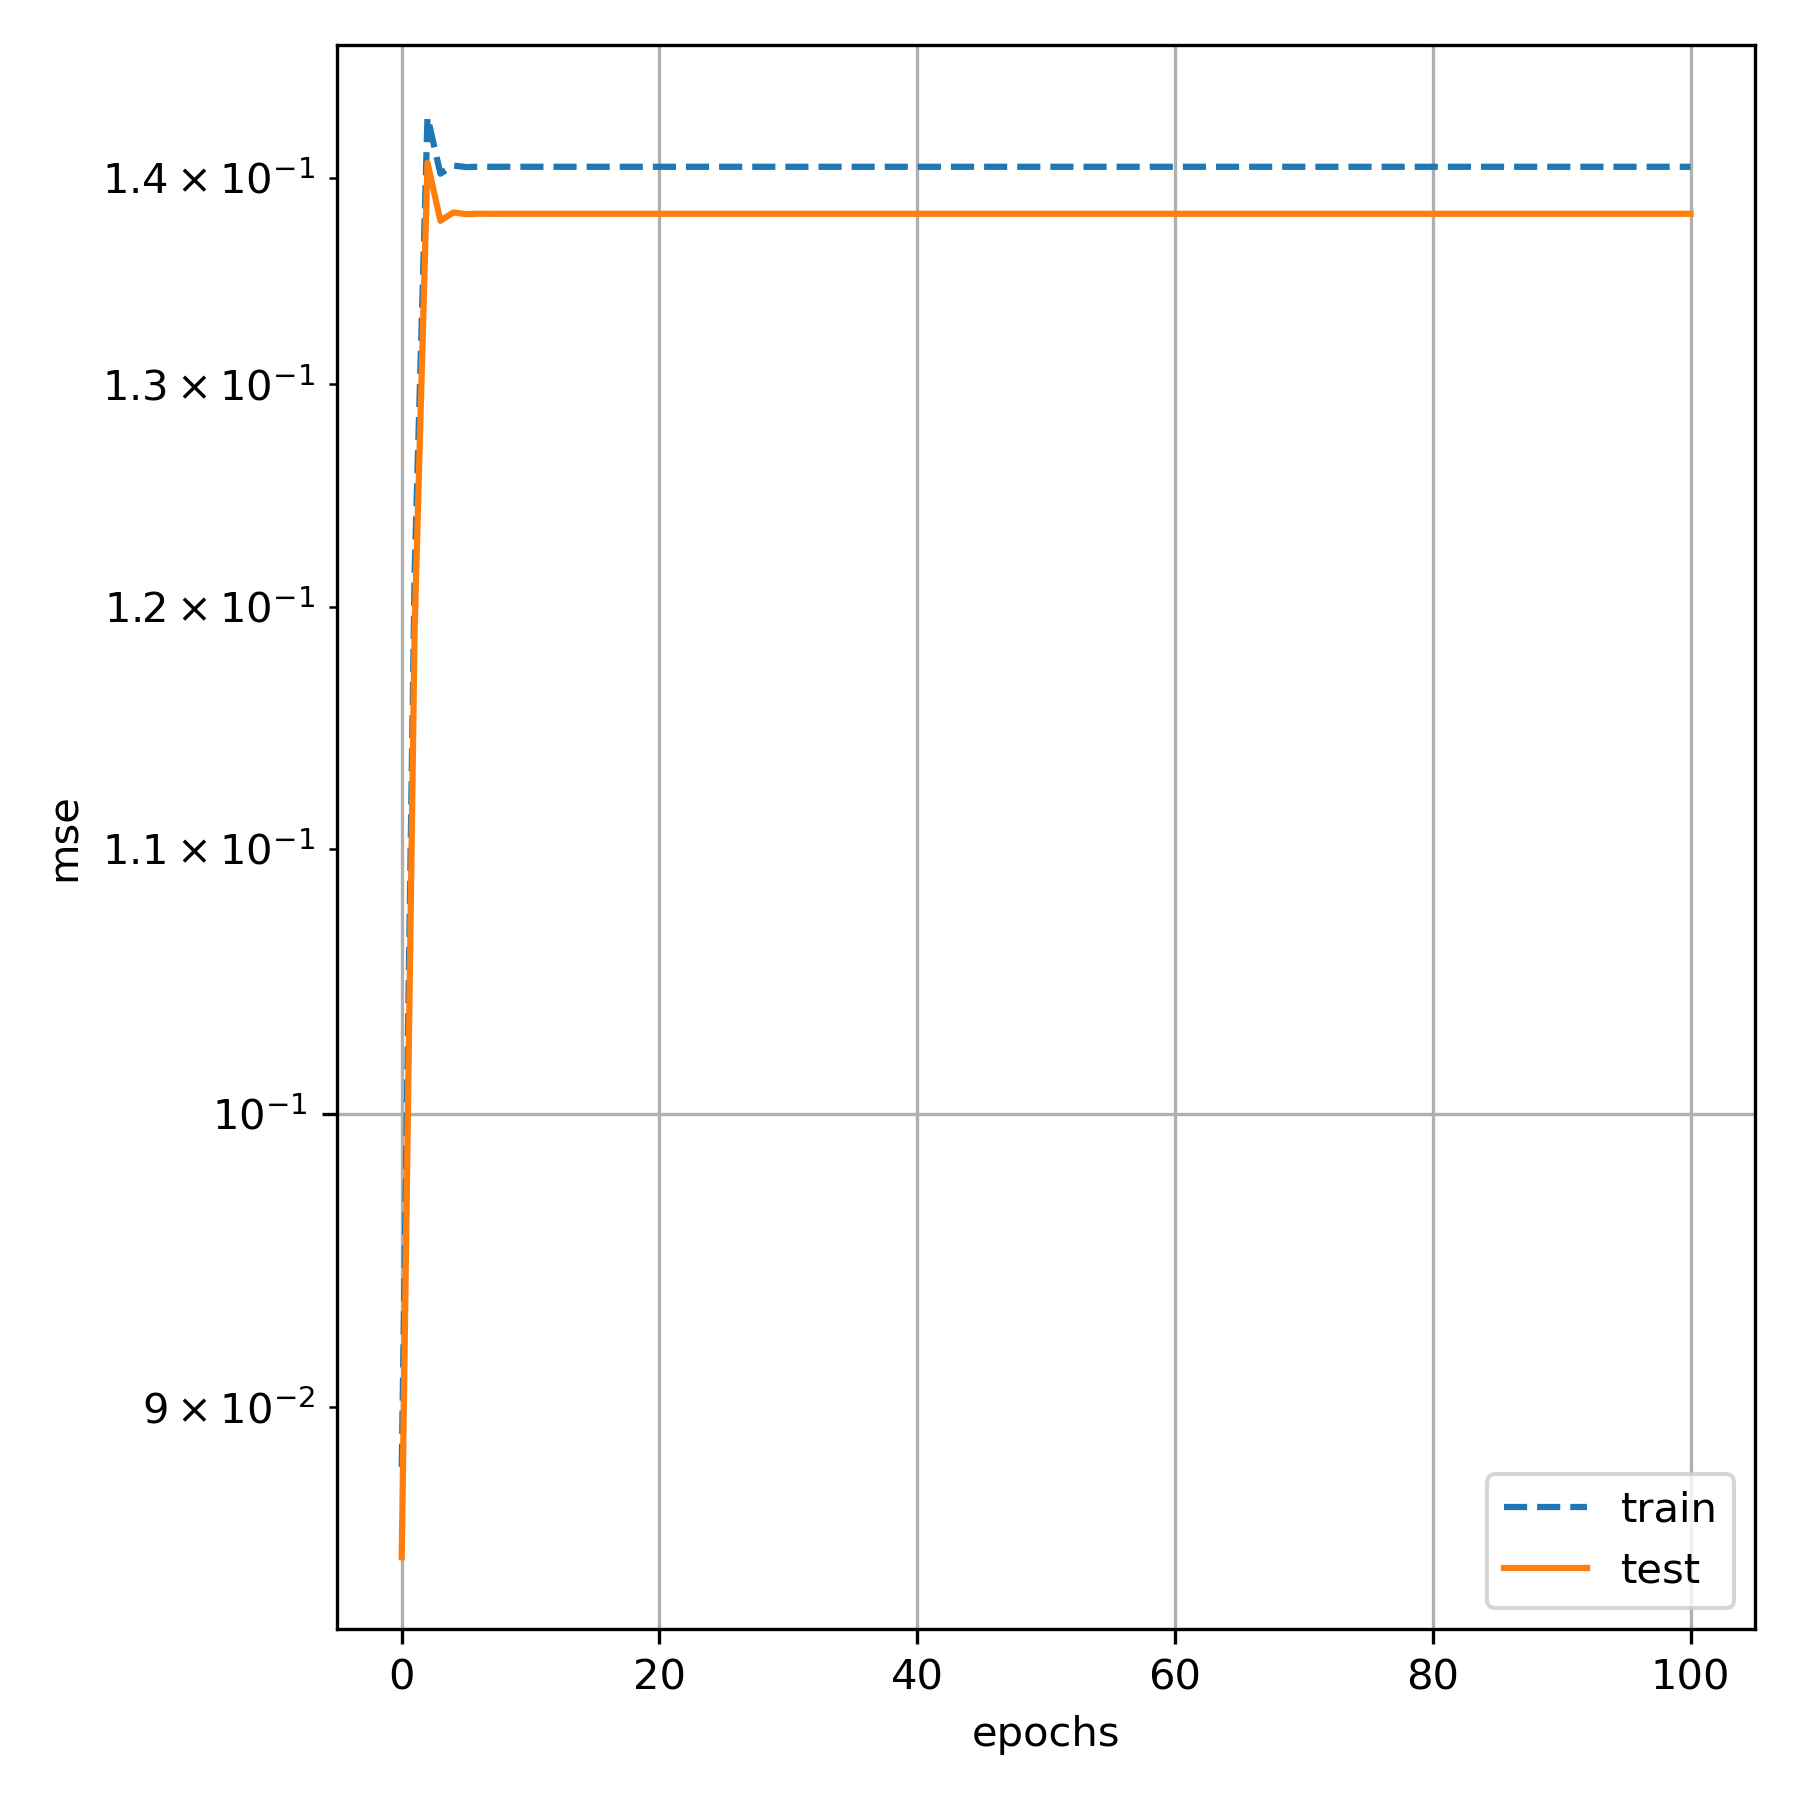 1.4 × 10⁻¹
1.3 × 10⁻¹
1.2 × 10⁻¹
1.1 × 10⁻¹
10⁻¹
9 × 10⁻²
mse
train
test
0 20 40 60 80 100
epochs